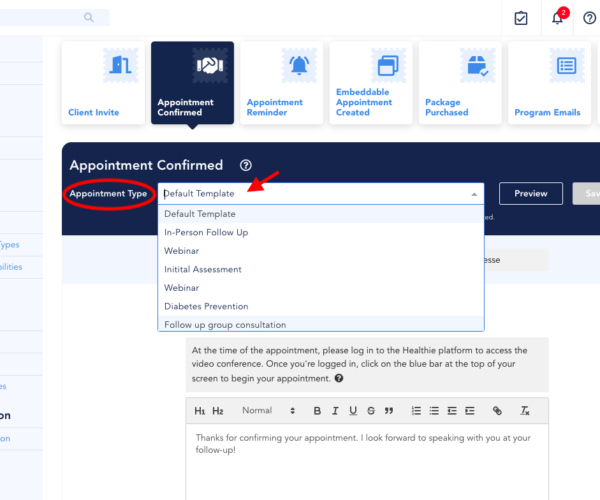 2
Client Invite
Appointment
Confirmed
Appointment
Reminder
Embeddable
Appointment
Created
Package
Purchased
Program Emails
Appointment Confirmed
Appointment Type
Default Template
Preview
Sav
ed.
Default Template
In-Person Follow Up
Webinar
Initital Assessment
Webinar
Diabetes Prevention
Follow up group consultation
ypes
bilities
esse
es
on
on
At the time of the appointment, please log in to the Healthie platform to access the
video conference. Once you're logged in, click on the blue bar at the top of your
screen to begin your appointment.
H1 H2 Normal B I U S
Thanks for confirming your appointment. I look forward to speaking with you at your
follow-up!